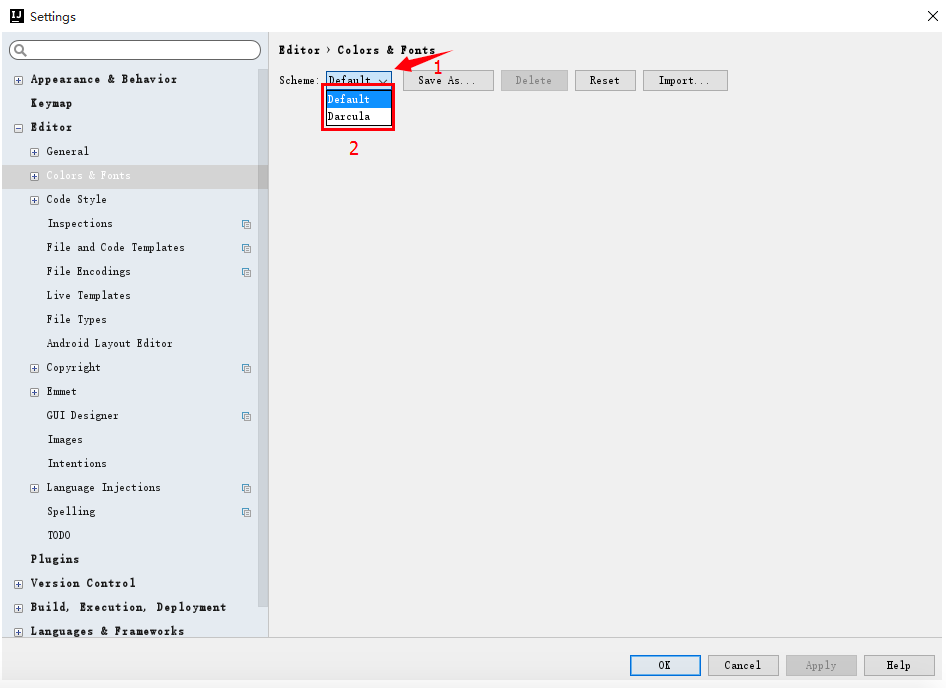 IJ Settings
Editor › Colors & Fonts
Appearance & Behavior
Scheme: Default Save As... Delete Reset Import...
1
Default
Darcula
2
Keymap
Editor
General
Colors & Fonts
Code Style
Inspections
File and Code Templates
File Encodings
Live Templates
File Types
Android Layout Editor
Copyright
Emmet
GUI Designer
Images
Intentions
Language Injections
Spelling
TODO
Plugins
Version Control
Build, Execution, Deployment
Languages & Frameworks
OK Cancel Apply Help